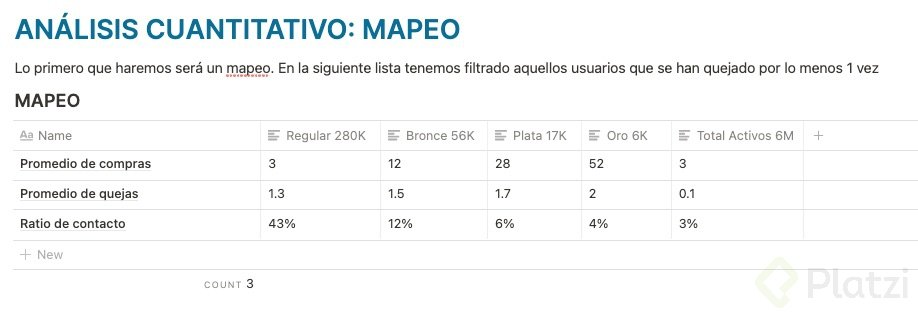 ANÁLISIS CUANTITATIVO: MAPEO
Lo primero que haremos será un mapeo. En la siguiente lista tenemos filtrado aquellos usuarios que se han quejado por lo menos 1 vez
MAPEO
Aa Name Regular 280K Bronce 56K Plata 17K Oro 6K Total Activos 6M +
Promedio de compras 3 12 28 52 3
Promedio de quejas 1.3 1.5 1.7 2 0.1
Ratio de contacto 43% 12% 6% 4% 3%
+ New
COUNT 3
Platzi